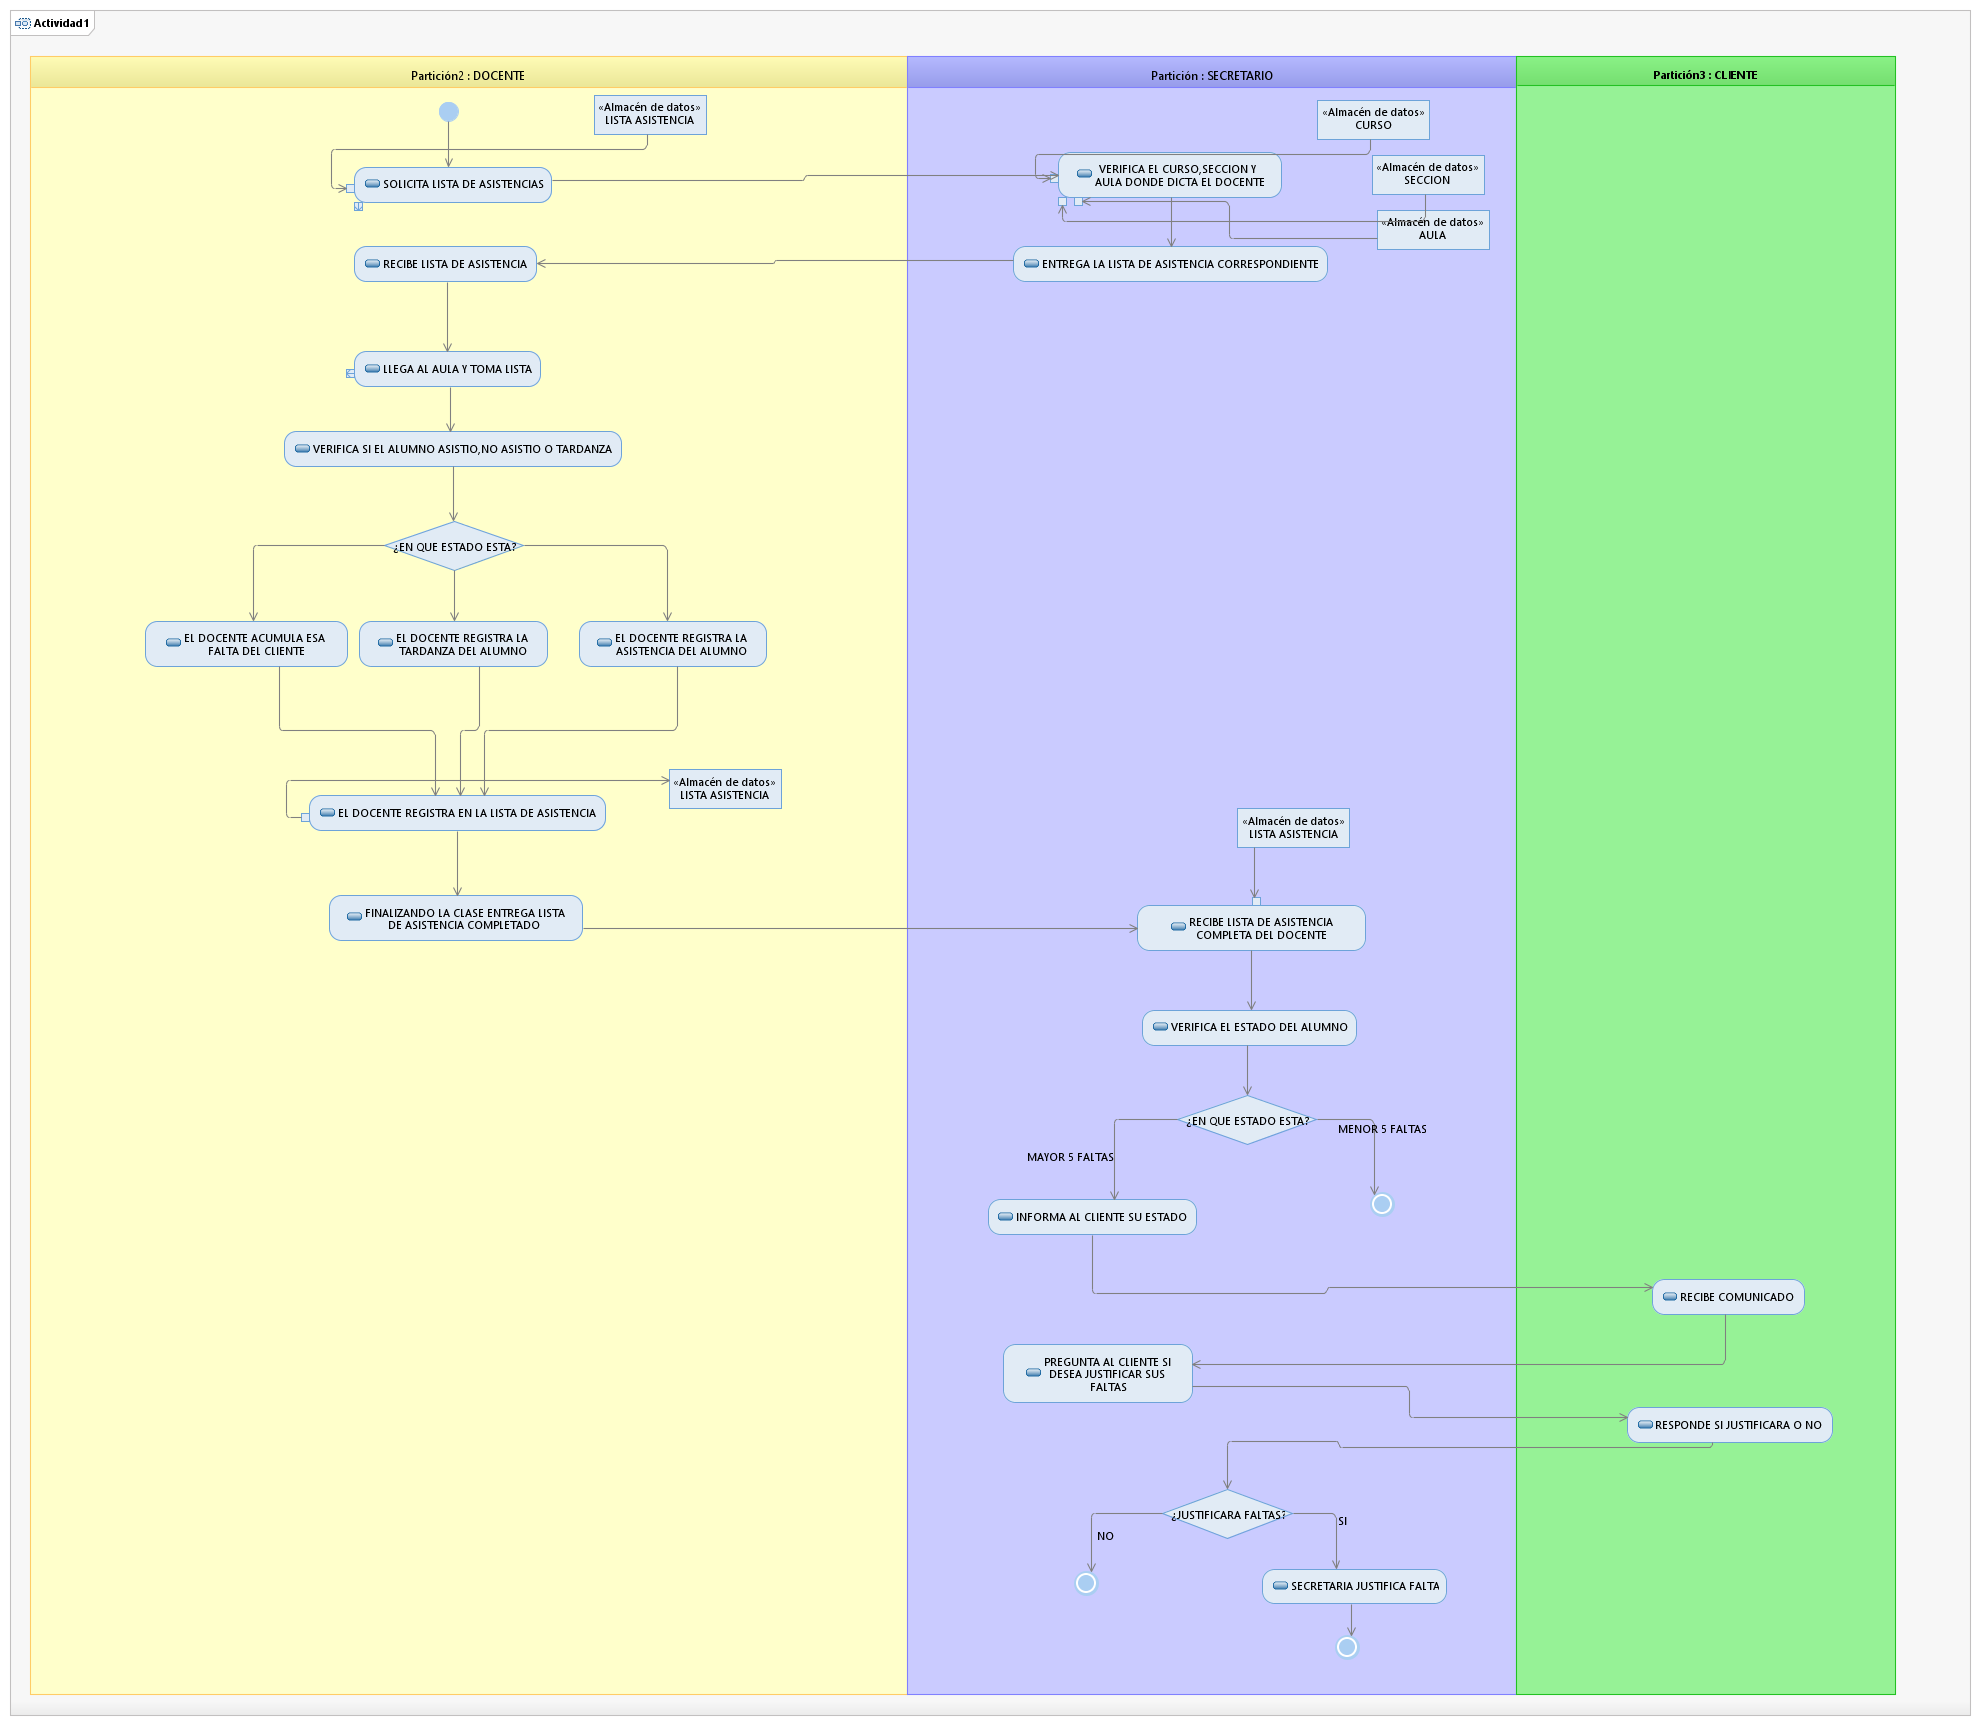 Actividad1
Partición2 : DOCENTE
Partición : SECRETARIO
Partición3 : CLIENTE
«Almacén de datos»
LISTA ASISTENCIA
«Almacén de datos»
CURSO
SOLICITA LISTA DE ASISTENCIAS
VERIFICA EL CURSO,SECCION Y
AULA DONDE DICTA EL DOCENTE
«Almacén de datos»
SECCION
«Almacén de datos»
AULA
RECIBE LISTA DE ASISTENCIA
ENTREGA LA LISTA DE ASISTENCIA CORRESPONDIENTE
LLEGA AL AULA Y TOMA LISTA
VERIFICA SI EL ALUMNO ASISTIO,NO ASISTIO O TARDANZA
¿EN QUE ESTADO ESTA?
EL DOCENTE ACUMULA ESA
FALTA DEL CLIENTE
EL DOCENTE REGISTRA LA
TARDANZA DEL ALUMNO
EL DOCENTE REGISTRA LA
ASISTENCIA DEL ALUMNO
«Almacén de datos»
LISTA ASISTENCIA
EL DOCENTE REGISTRA EN LA LISTA DE ASISTENCIA
«Almacén de datos»
LISTA ASISTENCIA
FINALIZANDO LA CLASE ENTREGA LISTA
DE ASISTENCIA COMPLETADO
RECIBE LISTA DE ASISTENCIA
COMPLETA DEL DOCENTE
VERIFICA EL ESTADO DEL ALUMNO
¿EN QUE ESTADO ESTA?
MENOR 5 FALTAS
MAYOR 5 FALTAS
INFORMA AL CLIENTE SU ESTADO
RECIBE COMUNICADO
PREGUNTA AL CLIENTE SI
DESEA JUSTIFICAR SUS
FALTAS
RESPONDE SI JUSTIFICARA O NO
¿JUSTIFICARA FALTAS?
SI
NO
SECRETARIA JUSTIFICA FALTA